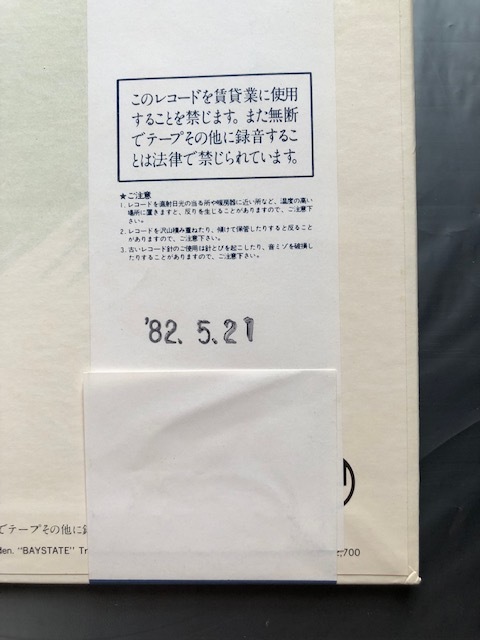 このレコードを賃貸業に使用
することを禁じます。また無断
でテープその他に録音するこ
とは法律で禁じられています。
★ご注意
1. レコードを直射日光の当る所や暖房器に近い所など、温度の高い
場所に置きますと、反りを生じることがありますので、ご注意下
さい。
2. レコードを沢山積み重ねたり、傾けて保管したりすると反ること
がありますので、ご注意下さい。
3. 古いレコード針のご使用は針とびを起こしたり、音ミゾを破損し
たりすることがありますので、ご注意下さい。
'82. 5.21
でテープその他に録
den. "BAYSTATE" Tr
,700